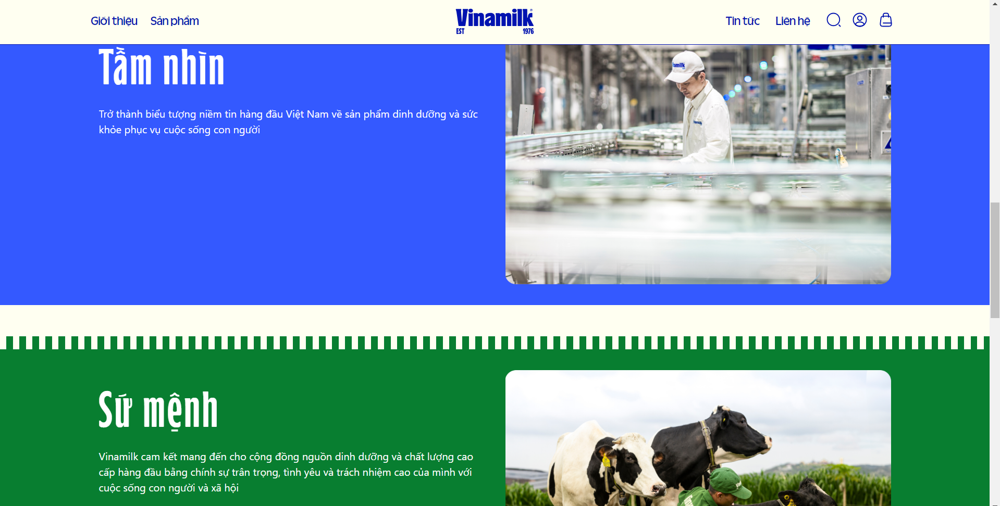 Giới thiệu
Sản phẩm
Vinamilk
EST 1976
Tin tức
Liên hệ
Tầm nhìn
Trở thành biểu tượng niềm tin hàng đầu Việt Nam về sản phẩm dinh dưỡng và sức
khỏe phục vụ cuộc sống con người
Sứ mệnh
Vinamilk cam kết mang đến cho cộng đồng nguồn dinh dưỡng và chất lượng cao
cấp hàng đầu bằng chính sự trân trọng, tình yêu và trách nhiệm cao của mình với
cuộc sống con người và xã hội